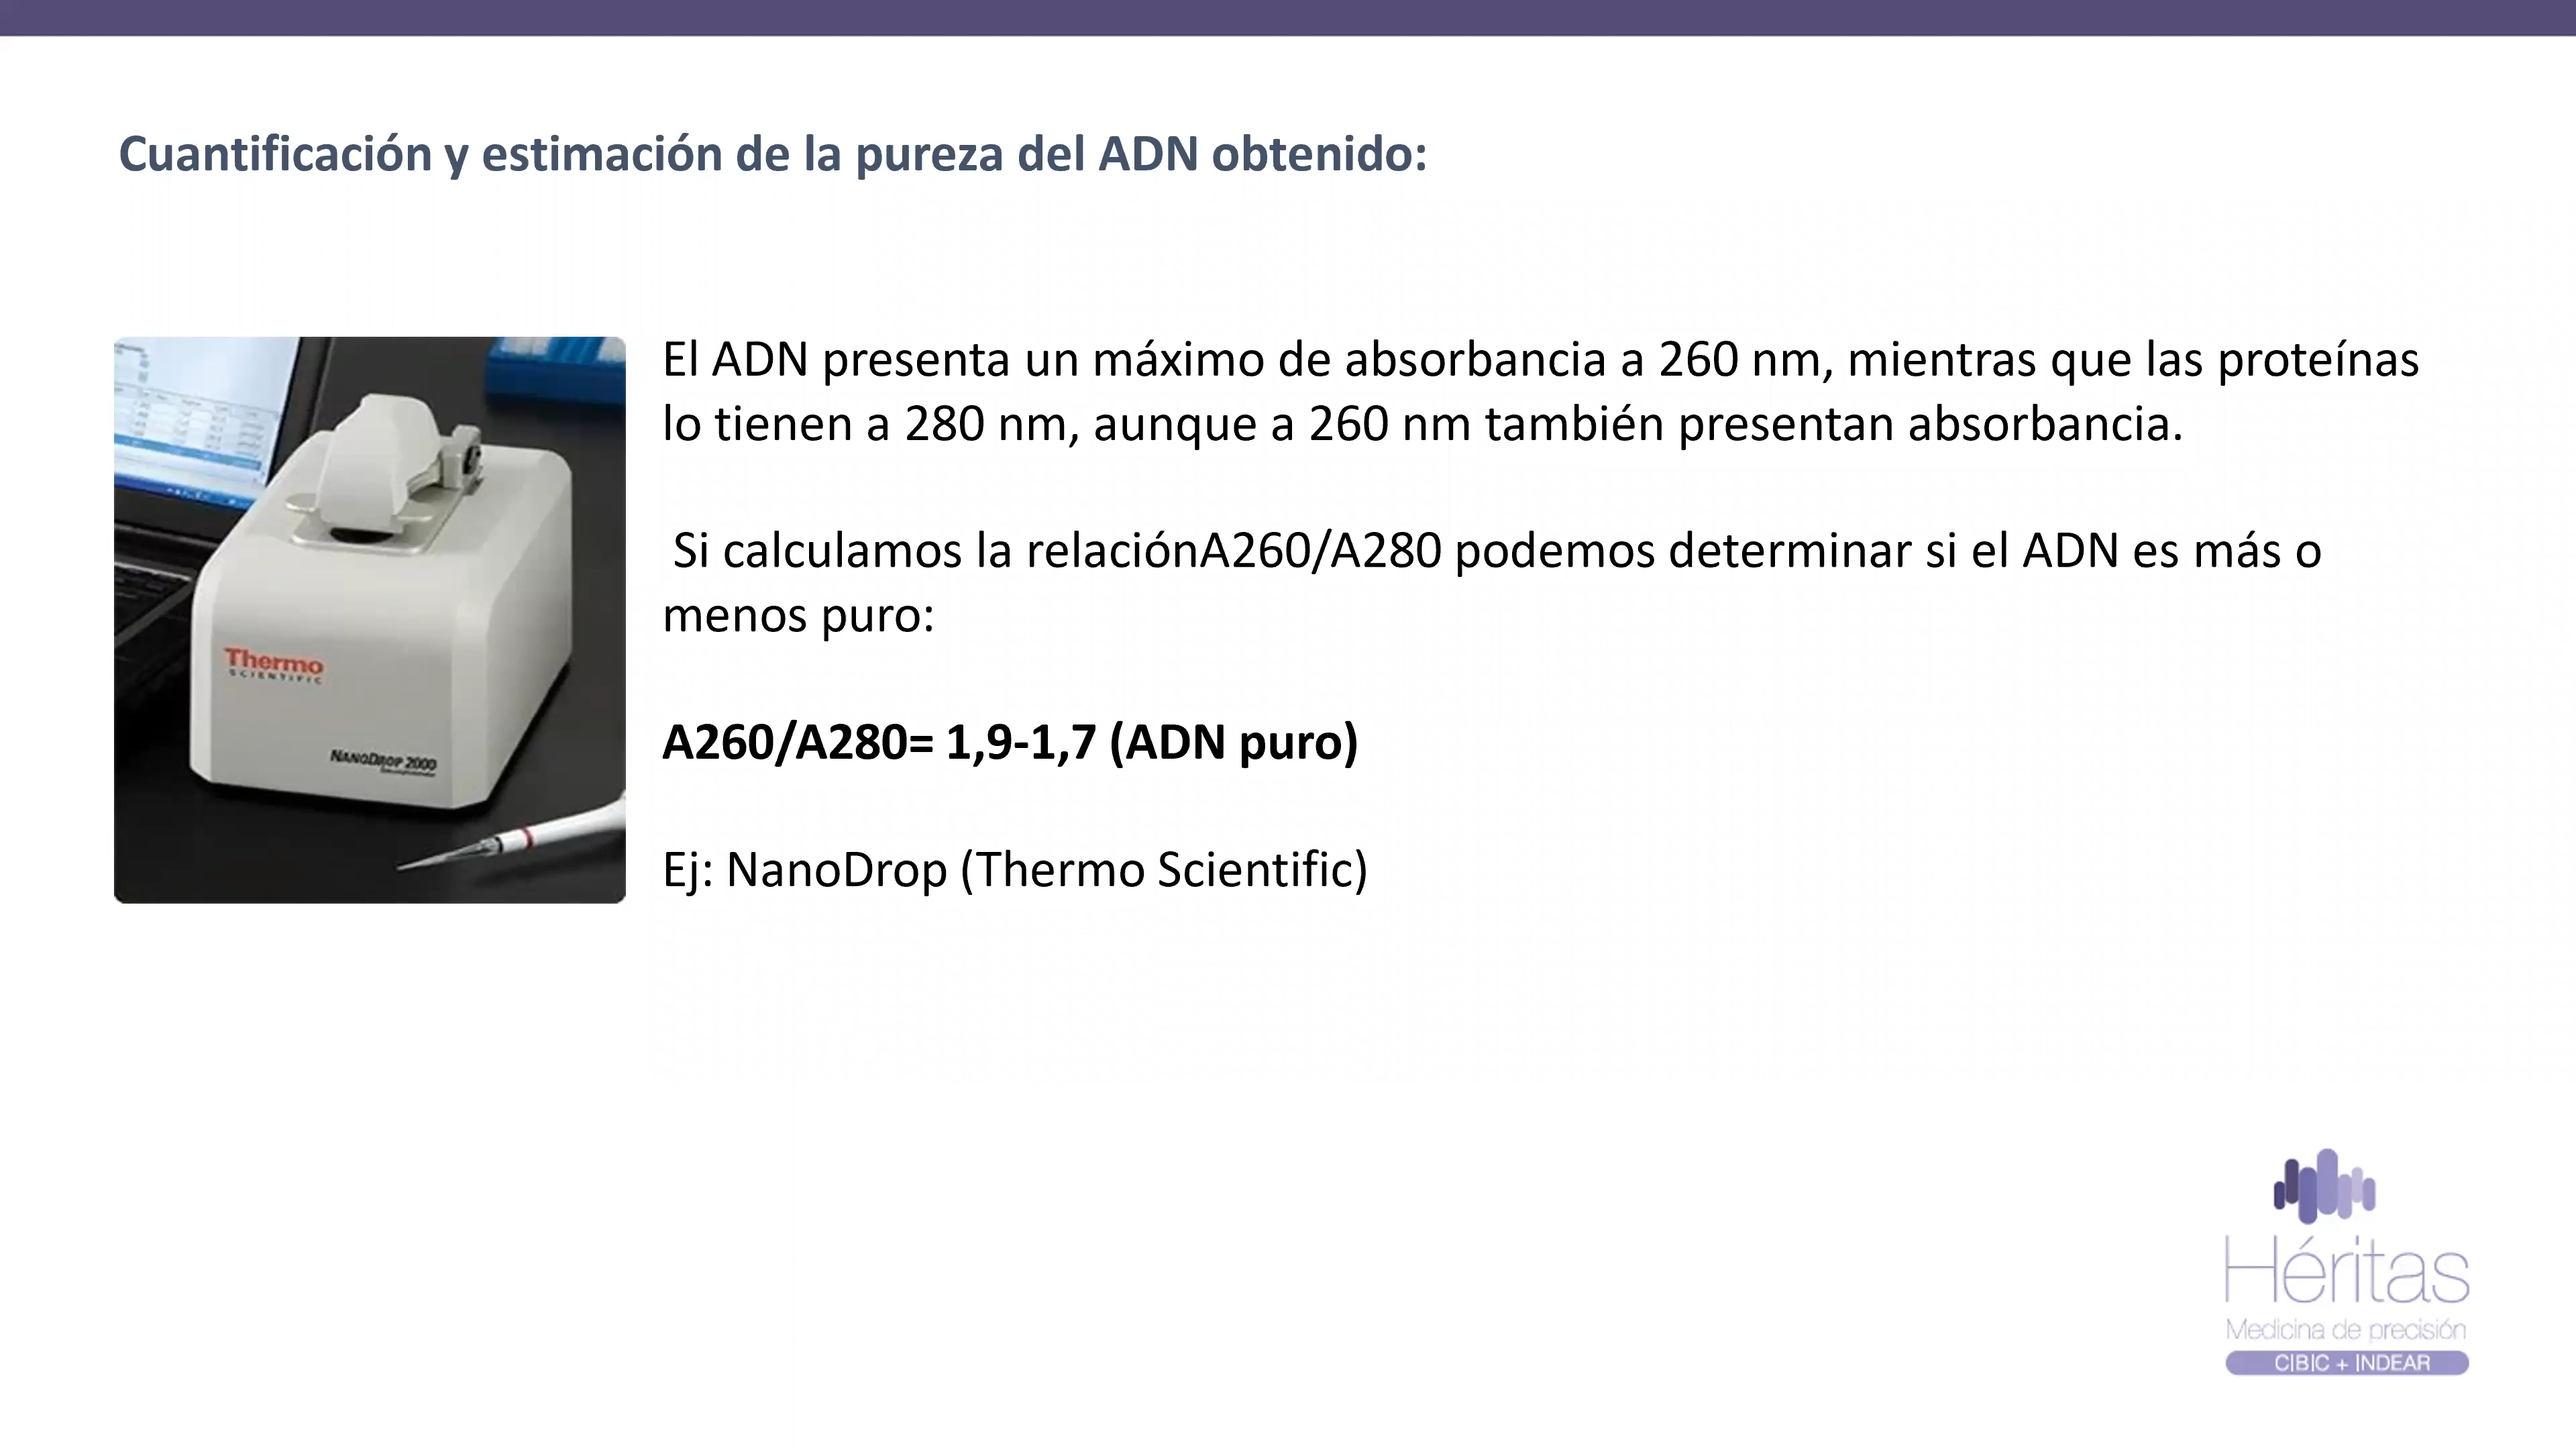 Cuantificación y estimación de la pureza del ADN obtenido:
El ADN presenta un máximo de absorbancia a 260 nm, mientras que las proteínas
lo tienen a 280 nm, aunque a 260 nm también presentan absorbancia.
Si calculamos la relaciónA260/A280 podemos determinar si el ADN es más o
menos puro:
A260/A280= 1,9-1,7 (ADN puro)
Ej: NanoDrop (Thermo Scientific)
Thermo
SCIENTIFIC
NANODROP 2000
Héritas
Medicina de precisión
CIBIC + INDEAR